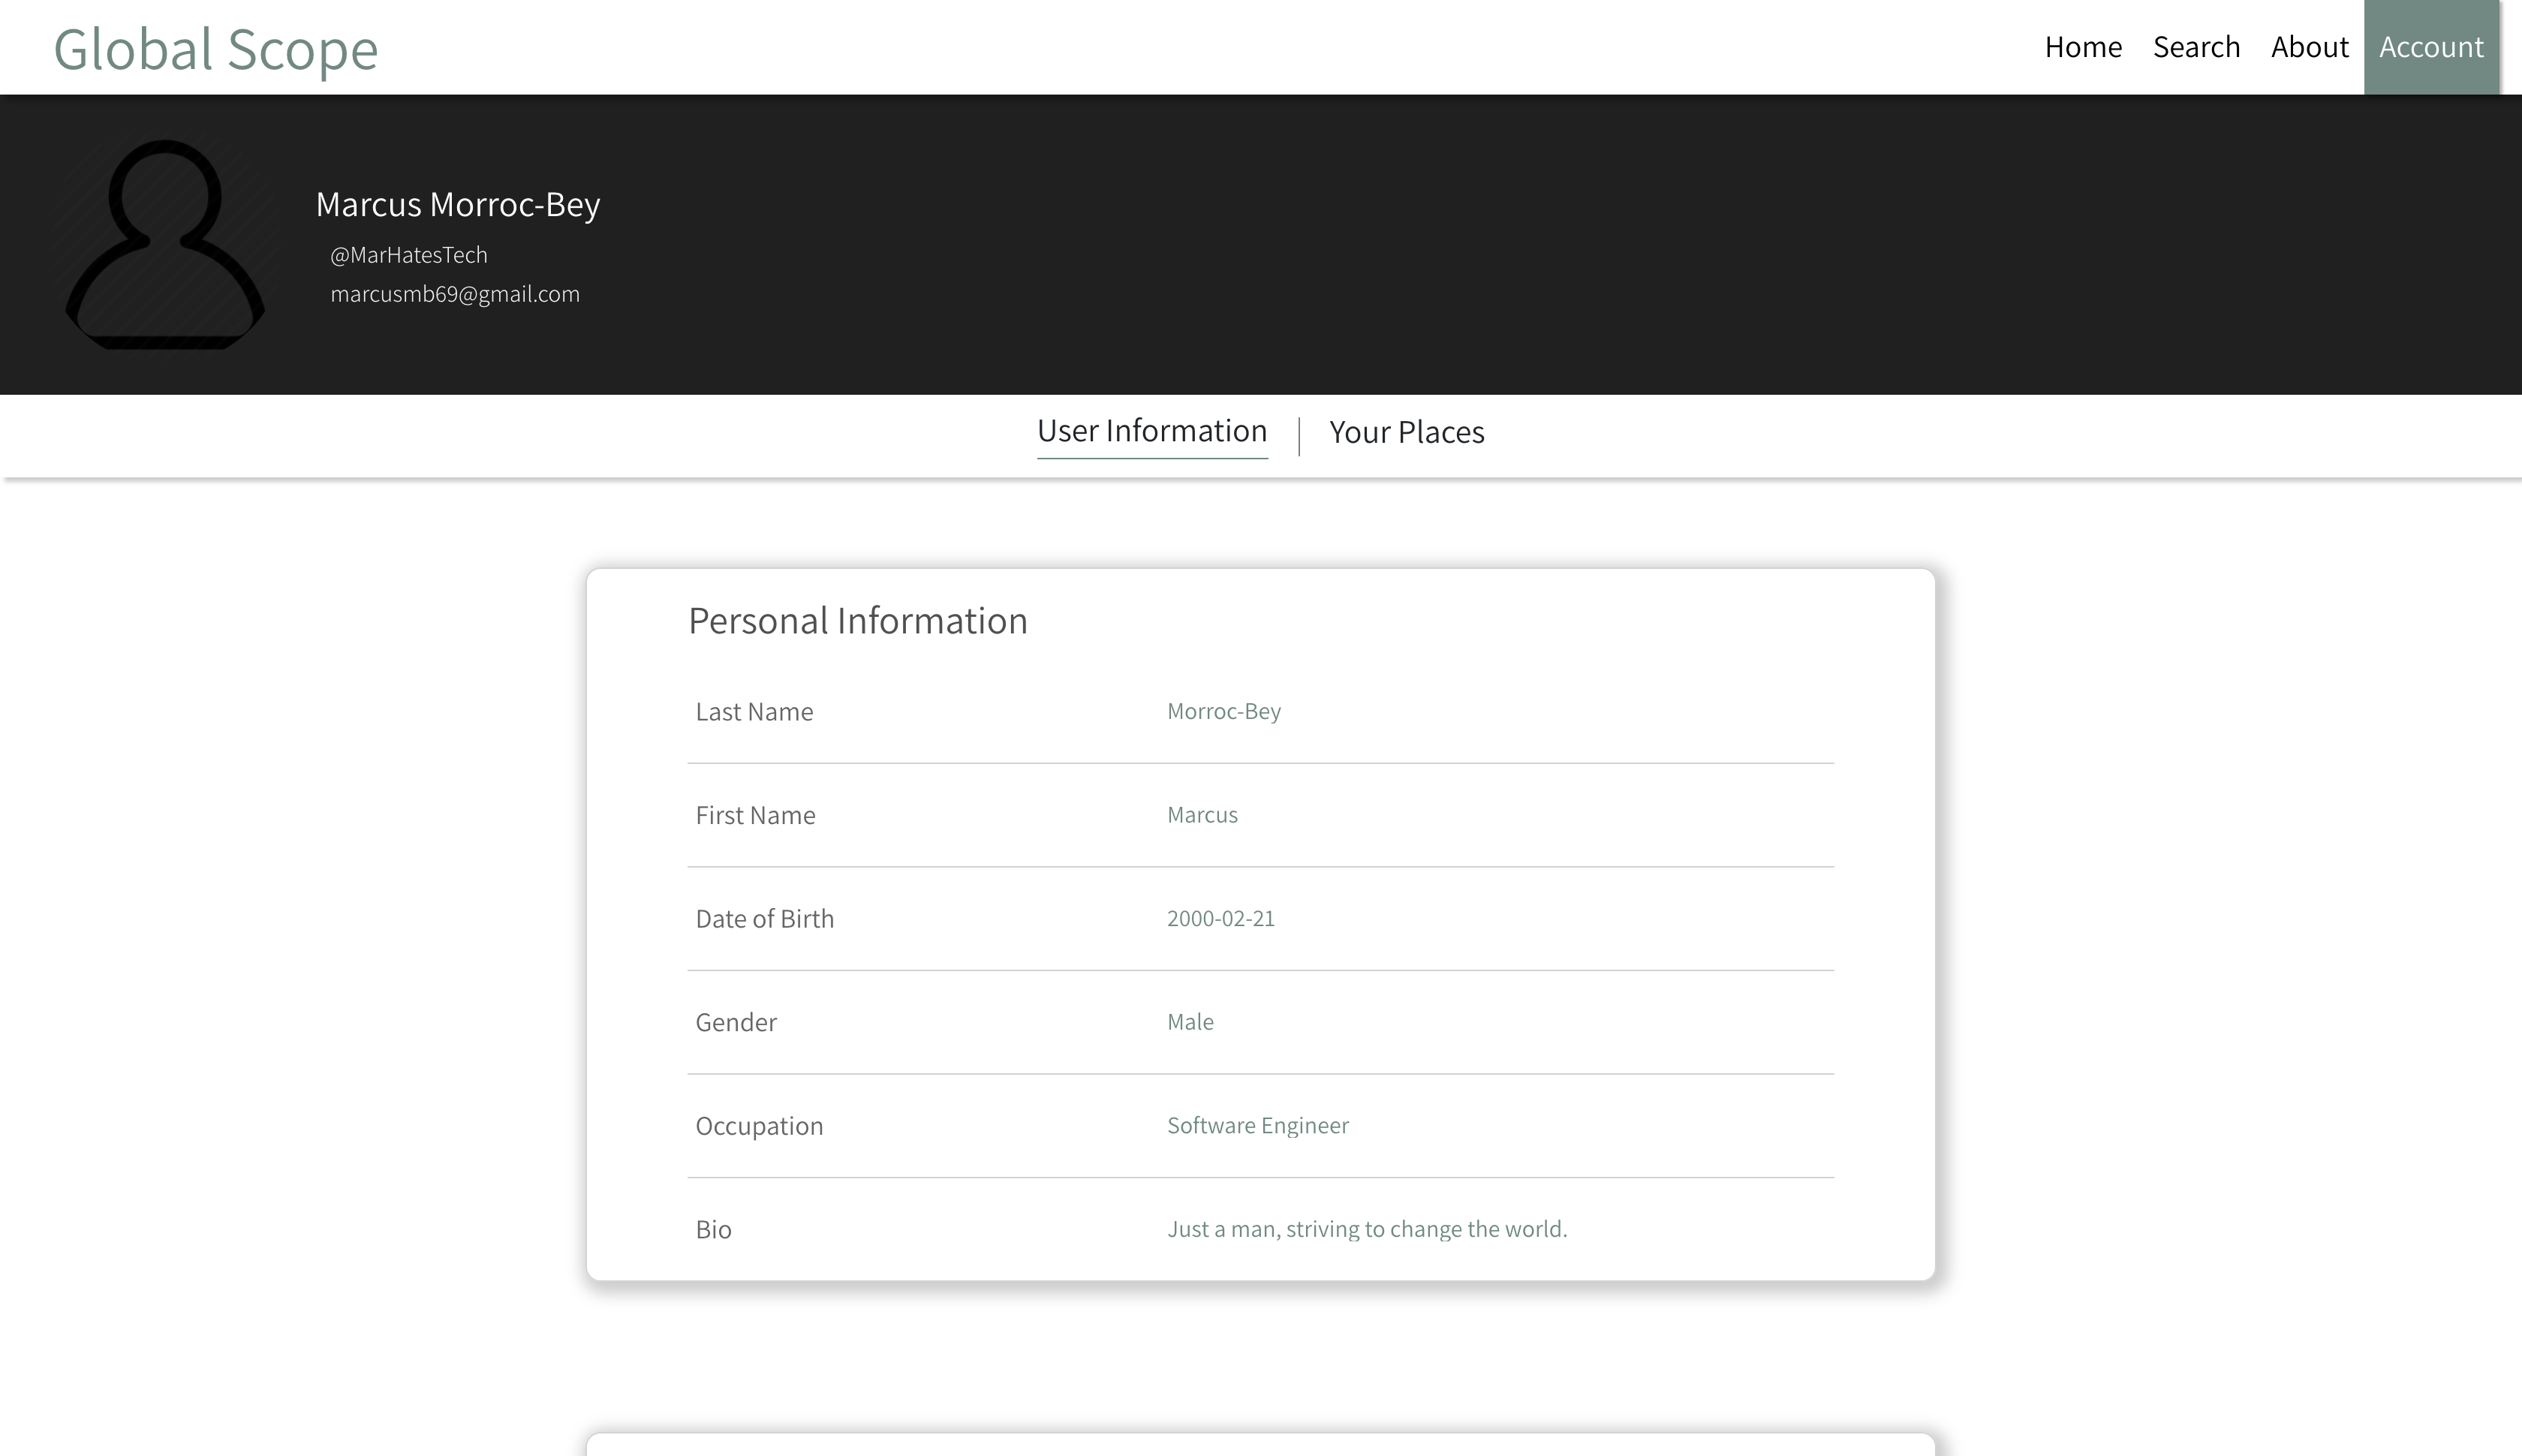 Global Scope
Home Search About Account
Marcus Morroc-Bey
@MarHatesTech
marcusmb69@gmail.com
User Information | Your Places
Personal Information
Last Name Morroc-Bey
First Name Marcus
Date of Birth 2000-02-21
Gender Male
Occupation Software Engineer
Bio Just a man, striving to change the world.